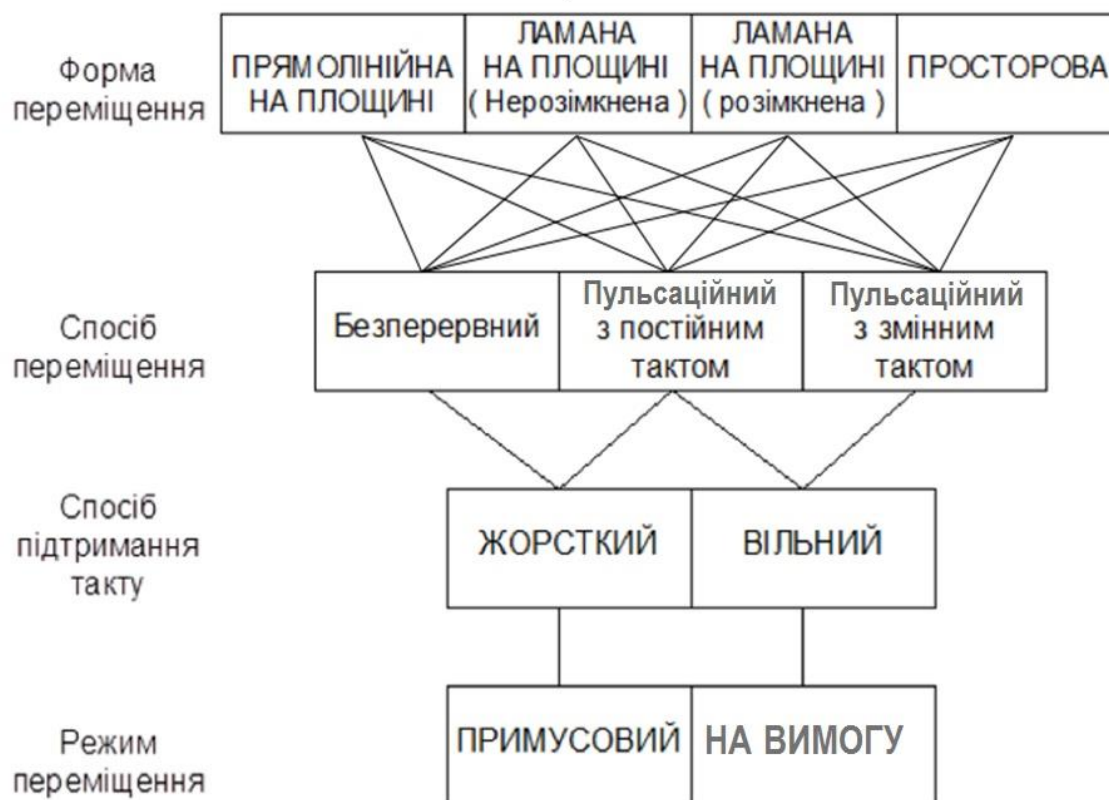 Форма
переміщення
ПРЯМОЛІНІЙНА
НА ПЛОЩИНІ
ЛАМАНА
НА ПЛОЩИНІ
( Нерозімкнена )
ЛАМАНА
НА ПЛОЩИНІ
( розімкнена )
ПРОСТОРОВА
Спосіб
переміщення
Безперервний
Пульсаційний
з постійним
тактом
Пульсаційний
з змінним
тактом
Спосіб
підтримання
такту
ЖОРСТКИЙ
ВІЛЬНИЙ
Режим
переміщення
ПРИМУСОВИЙ
НА ВИМОГУ